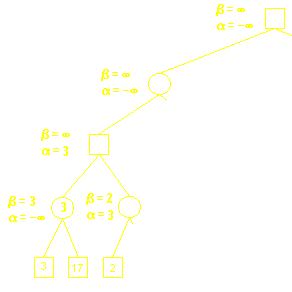 β = ∞
α = -∞
β = ∞
α = -∞
β = ∞
α = 3
β = 3
α = -∞
3
β = 2
α = 3
3
17
2